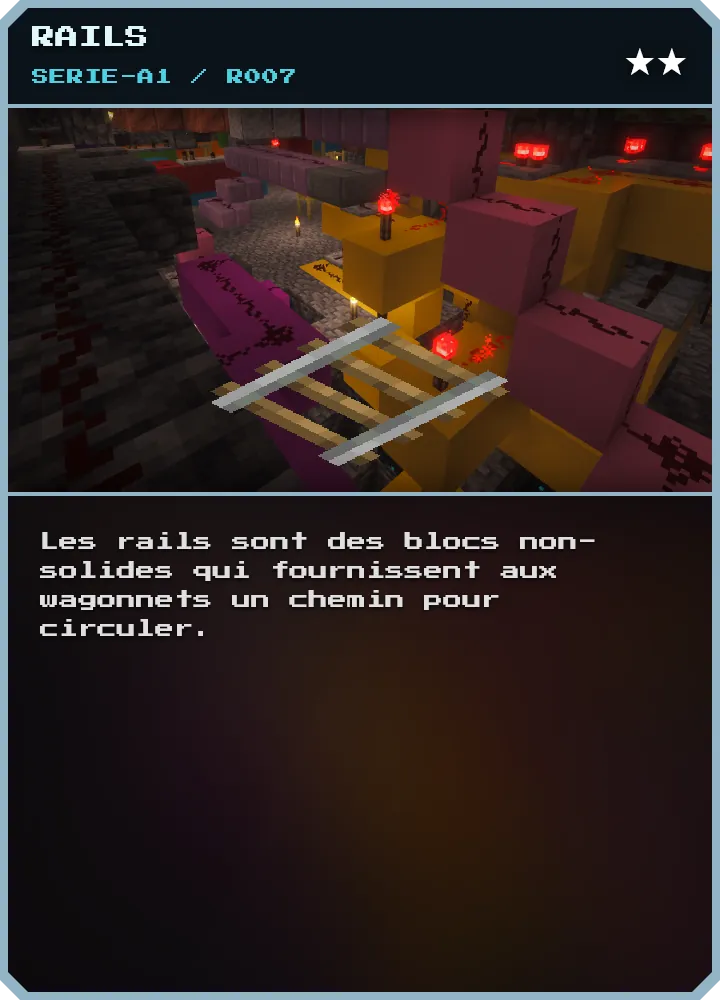 RAILS
SERIE-A1 / R007
★★
Les rails sont des blocs non-
solides qui fournissent aux
wagonnets un chemin pour
circuler.